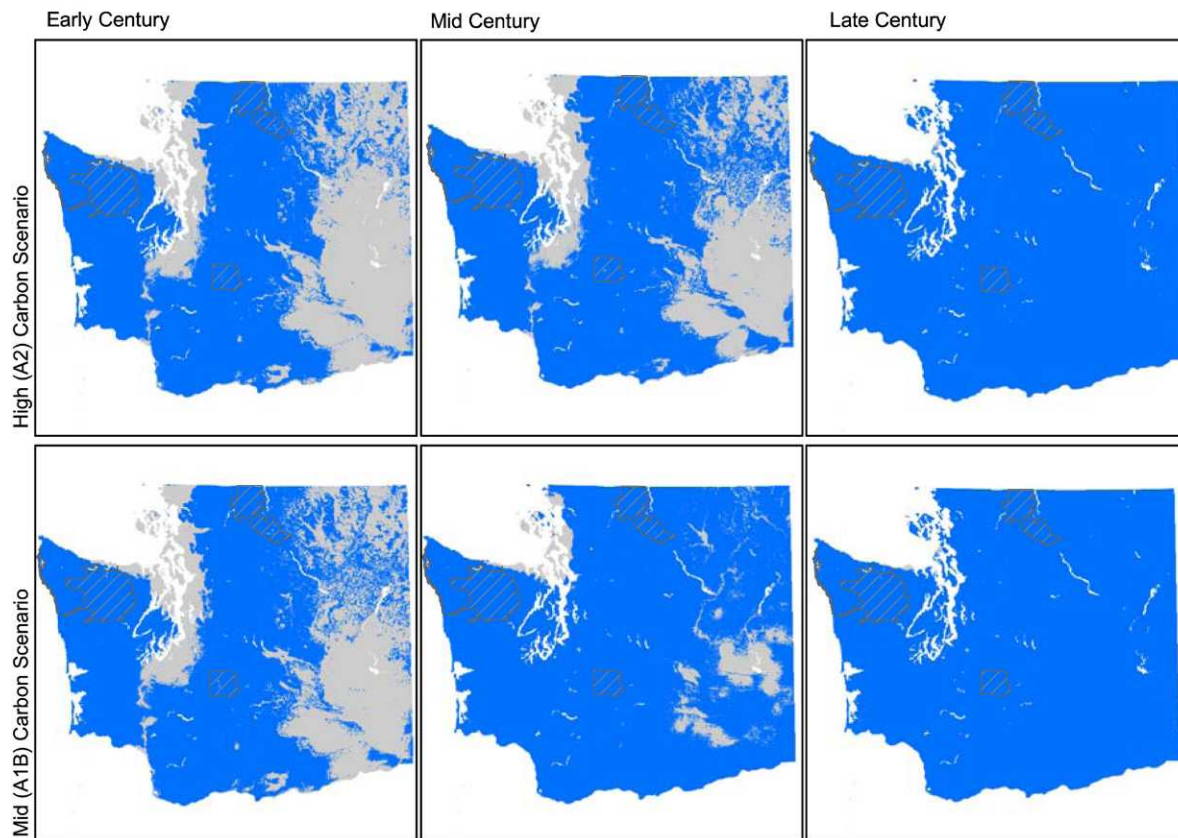 Early Century
Mid Century
Late Century
High (A2) Carbon Scenario
Mid (A1B) Carbon Scenario